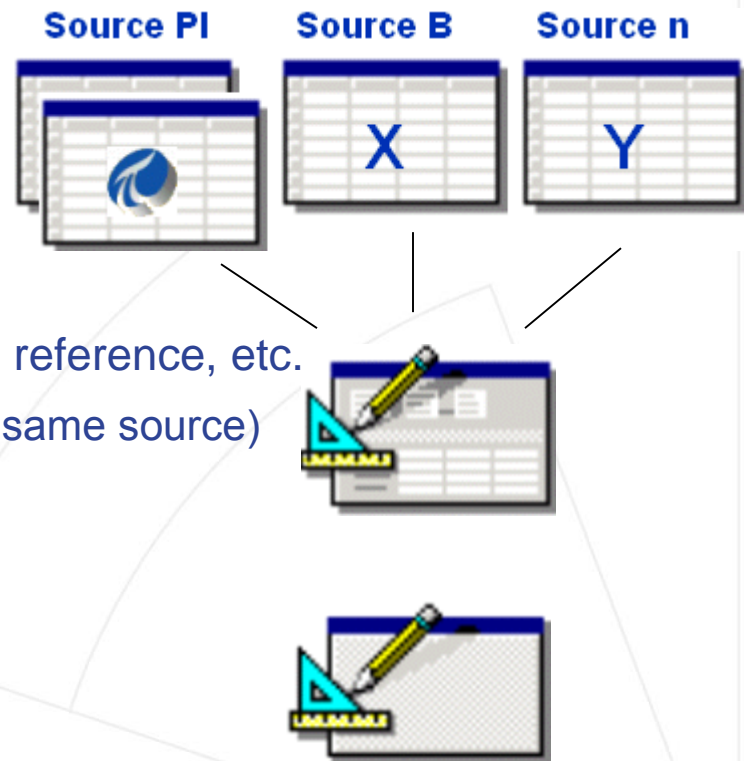 Source PI
Source B
Source n
X
Y
reference, etc.
same source)